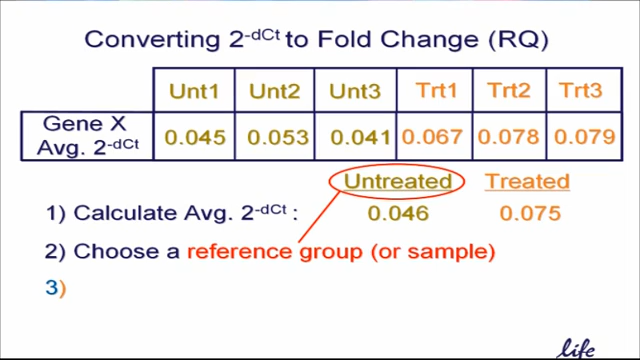 Converting 2-dCt to Fold Change (RQ)
Unt1 Unt2 Unt3 Trt1 Trt2 Trt3
Gene X
Avg. 2-dCt 0.045 0.053 0.041 0.067 0.078 0.079
Untreated Treated
1) Calculate Avg. 2-dCt : 0.046 0.075
2) Choose a reference group (or sample)
3)
life